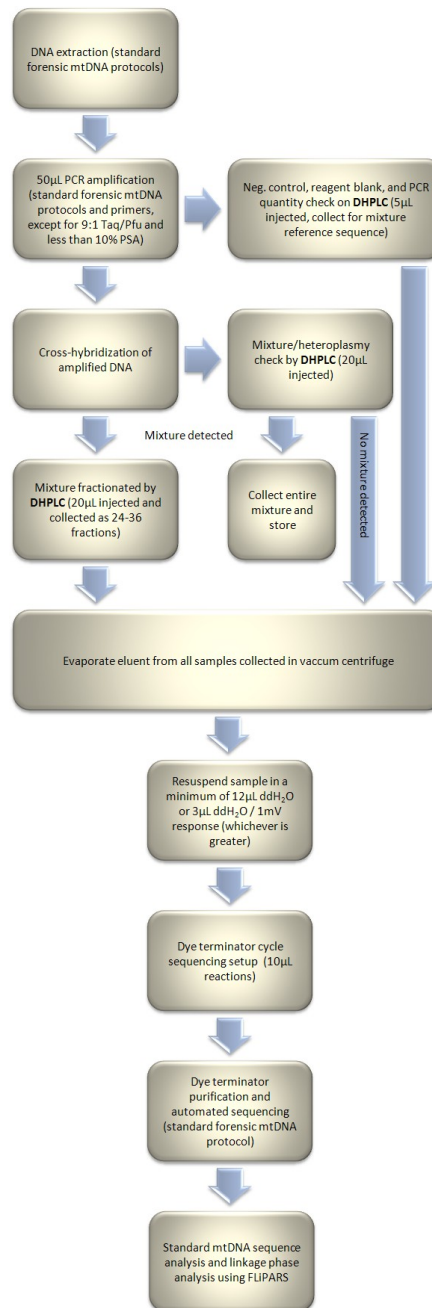 DNA extraction (standard
forensic mtDNA protocols)
50µL PCR amplification
(standard forensic mtDNA
protocols and primers,
except for 9:1 Taq/Pfu and
less than 10% PSA)
Neg. control, reagent blank, and PCR
quantity check on DHPLC (5µL
injected, collect for mixture
reference sequence)
Cross-hybridization of
amplified DNA
Mixture/heteroplasmy
check by DHPLC (20µL
injected)
Mixture detected
No mixture detected
Mixture fractionated by
DHPLC (20µL injected and
collected as 24-36
fractions)
Collect entire
mixture and
store
Evaporate eluent from all samples collected in vaccum centrifuge
Resuspend sample in a
minimum of 12µL ddH₂O
or 3µL ddH₂O / 1mV
response (whichever is
greater)
Dye terminator cycle
sequencing setup (10µL
reactions)
Dye terminator
purification and
automated sequencing
(standard forensic mtDNA
protocol)
Standard mtDNA sequence
analysis and linkage phase
analysis using FLiPARS